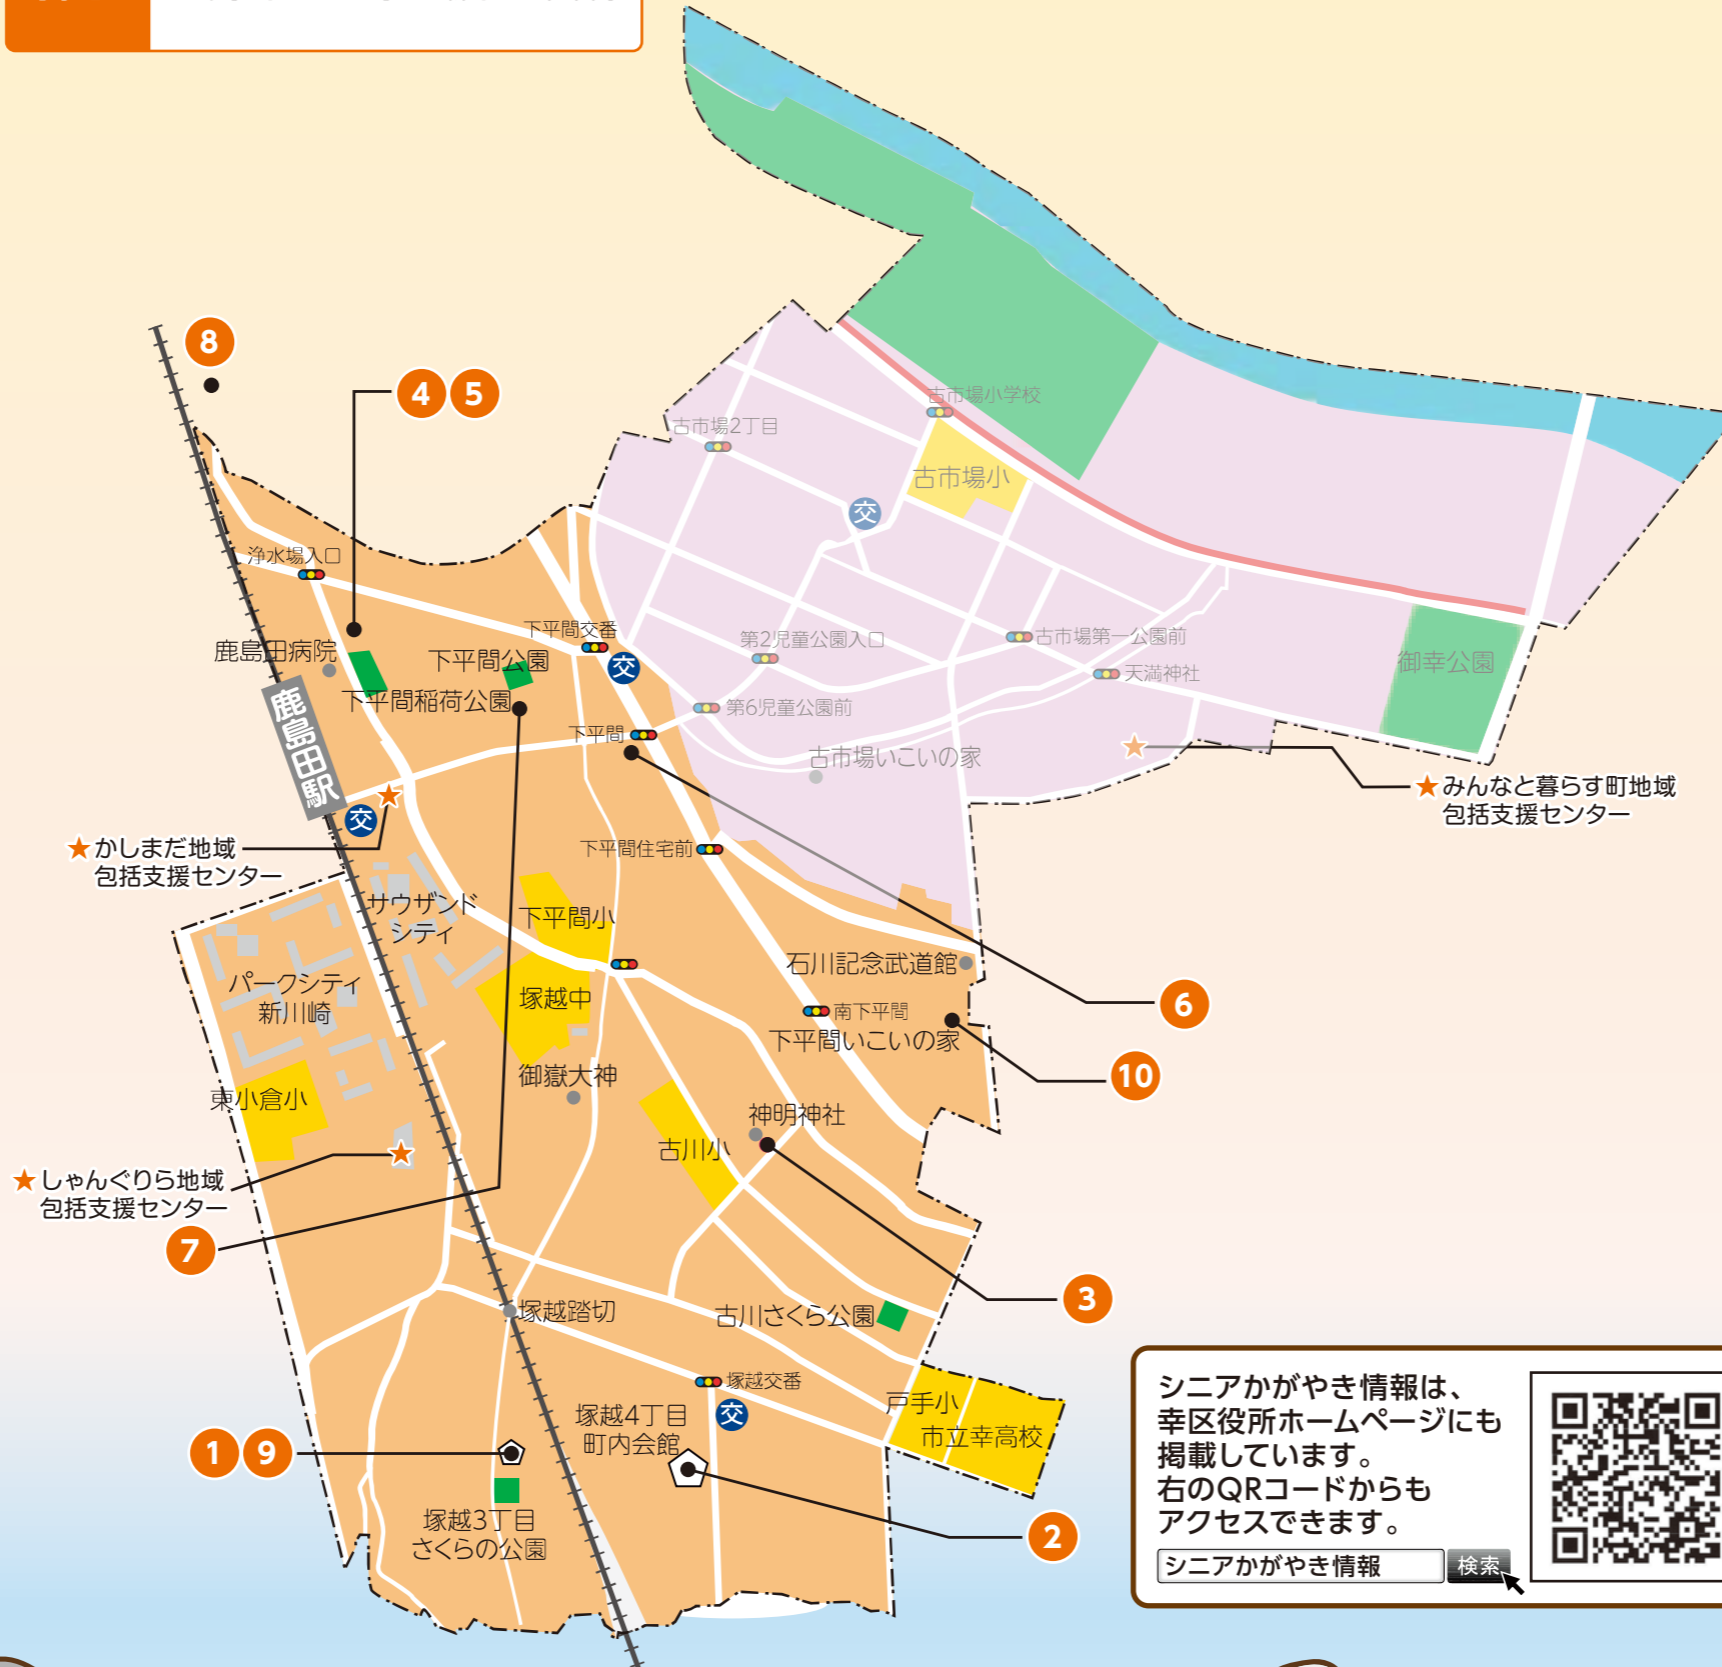 8
4
5
古市場小学校
古市場2丁目
古市場小
交
浄水場入口
下平間交番
第2児童公園入口
古市場第一公園前
鹿島田病院
下平間公園
交
御幸公園
天満神社
下平間稲荷公園
第6児童公園前
鹿島田駅
下平間
古市場いこいの家
★みんなと暮らす町地域
包括支援センター
交
★かしまだ地域
包括支援センター
下平間住宅前
サウザンド
シティ
下平間小
石川記念武道館
パークシティ
新川崎
塚越中
6
南下平間
下平間いこいの家
御嶽大神
10
東小倉小
神明神社
古川小
★しゃんぐりら地域
包括支援センター
7
3
塚越踏切
古川さくら公園
塚越交番
交
戸手小
市立幸高校
塚越4丁目
町内会館
1
9
塚越3丁目
さくらの公園
2
シニアかがやき情報は、
幸区役所ホームページにも
掲載しています。
右のQRコードからも
アクセスできます。
シニアかがやき情報
検索